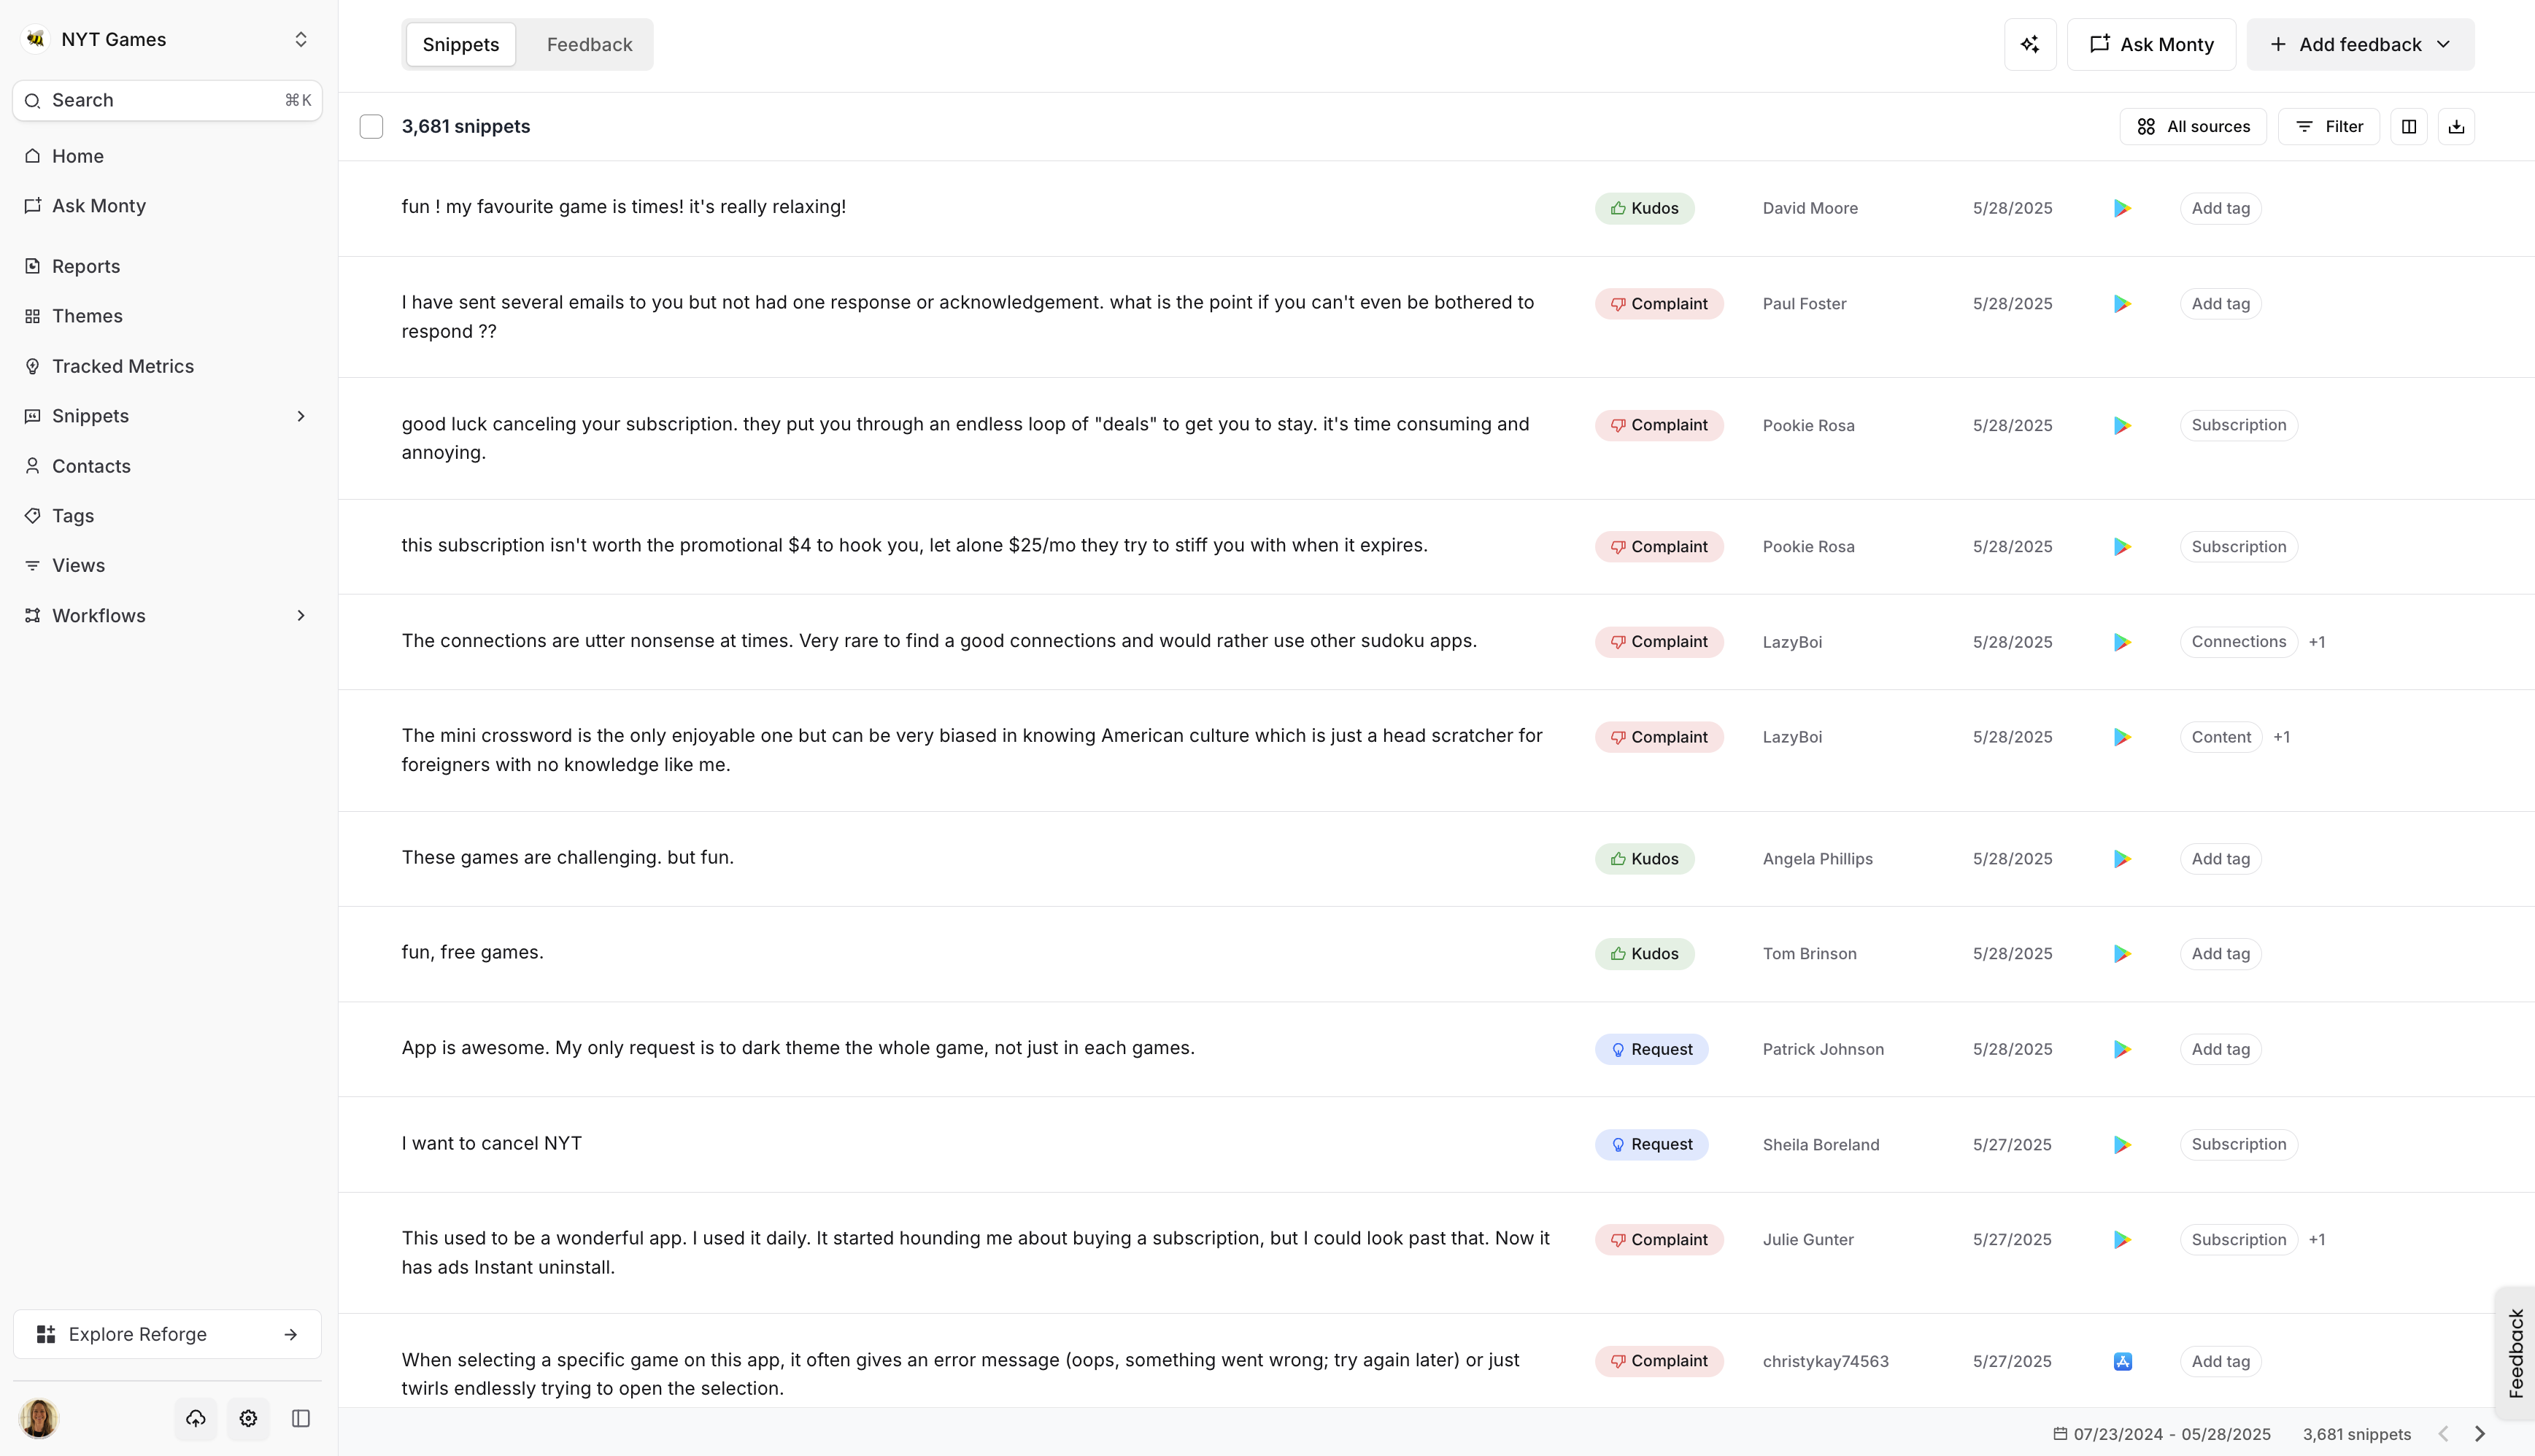 NYT Games
Search ⌘K
Home
Ask Monty
Reports
Themes
Tracked Metrics
Snippets
Contacts
Tags
Views
Workflows
Explore Reforge
Snippets Feedback
Ask Monty
Add feedback
3,681 snippets
All sources
Filter
fun ! my favourite game is times! it's really relaxing!
Kudos David Moore 5/28/2025 Add tag
I have sent several emails to you but not had one response or acknowledgement. what is the point if you can't even be bothered to
respond ??
Complaint Paul Foster 5/28/2025 Add tag
good luck canceling your subscription. they put you through an endless loop of "deals" to get you to stay. it's time consuming and
annoying.
Complaint Pookie Rosa 5/28/2025 Subscription
this subscription isn't worth the promotional $4 to hook you, let alone $25/mo they try to stiff you with when it expires.
Complaint Pookie Rosa 5/28/2025 Subscription
The connections are utter nonsense at times. Very rare to find a good connections and would rather use other sudoku apps.
Complaint LazyBoi 5/28/2025 Connections +1
The mini crossword is the only enjoyable one but can be very biased in knowing American culture which is just a head scratcher for
foreigners with no knowledge like me.
Complaint LazyBoi 5/28/2025 Content +1
These games are challenging. but fun.
Kudos Angela Phillips 5/28/2025 Add tag
fun, free games.
Kudos Tom Brinson 5/28/2025 Add tag
App is awesome. My only request is to dark theme the whole game, not just in each games.
Request Patrick Johnson 5/28/2025 Add tag
I want to cancel NYT
Request Sheila Boreland 5/27/2025 Subscription
This used to be a wonderful app. I used it daily. It started hounding me about buying a subscription, but I could look past that. Now it
has ads Instant uninstall.
Complaint Julie Gunter 5/27/2025 Subscription +1
When selecting a specific game on this app, it often gives an error message (oops, something went wrong; try again later) or just
twirls endlessly trying to open the selection.
Complaint christykay74563 5/27/2025 Add tag
Feedback
07/23/2024 - 05/28/2025 3,681 snippets